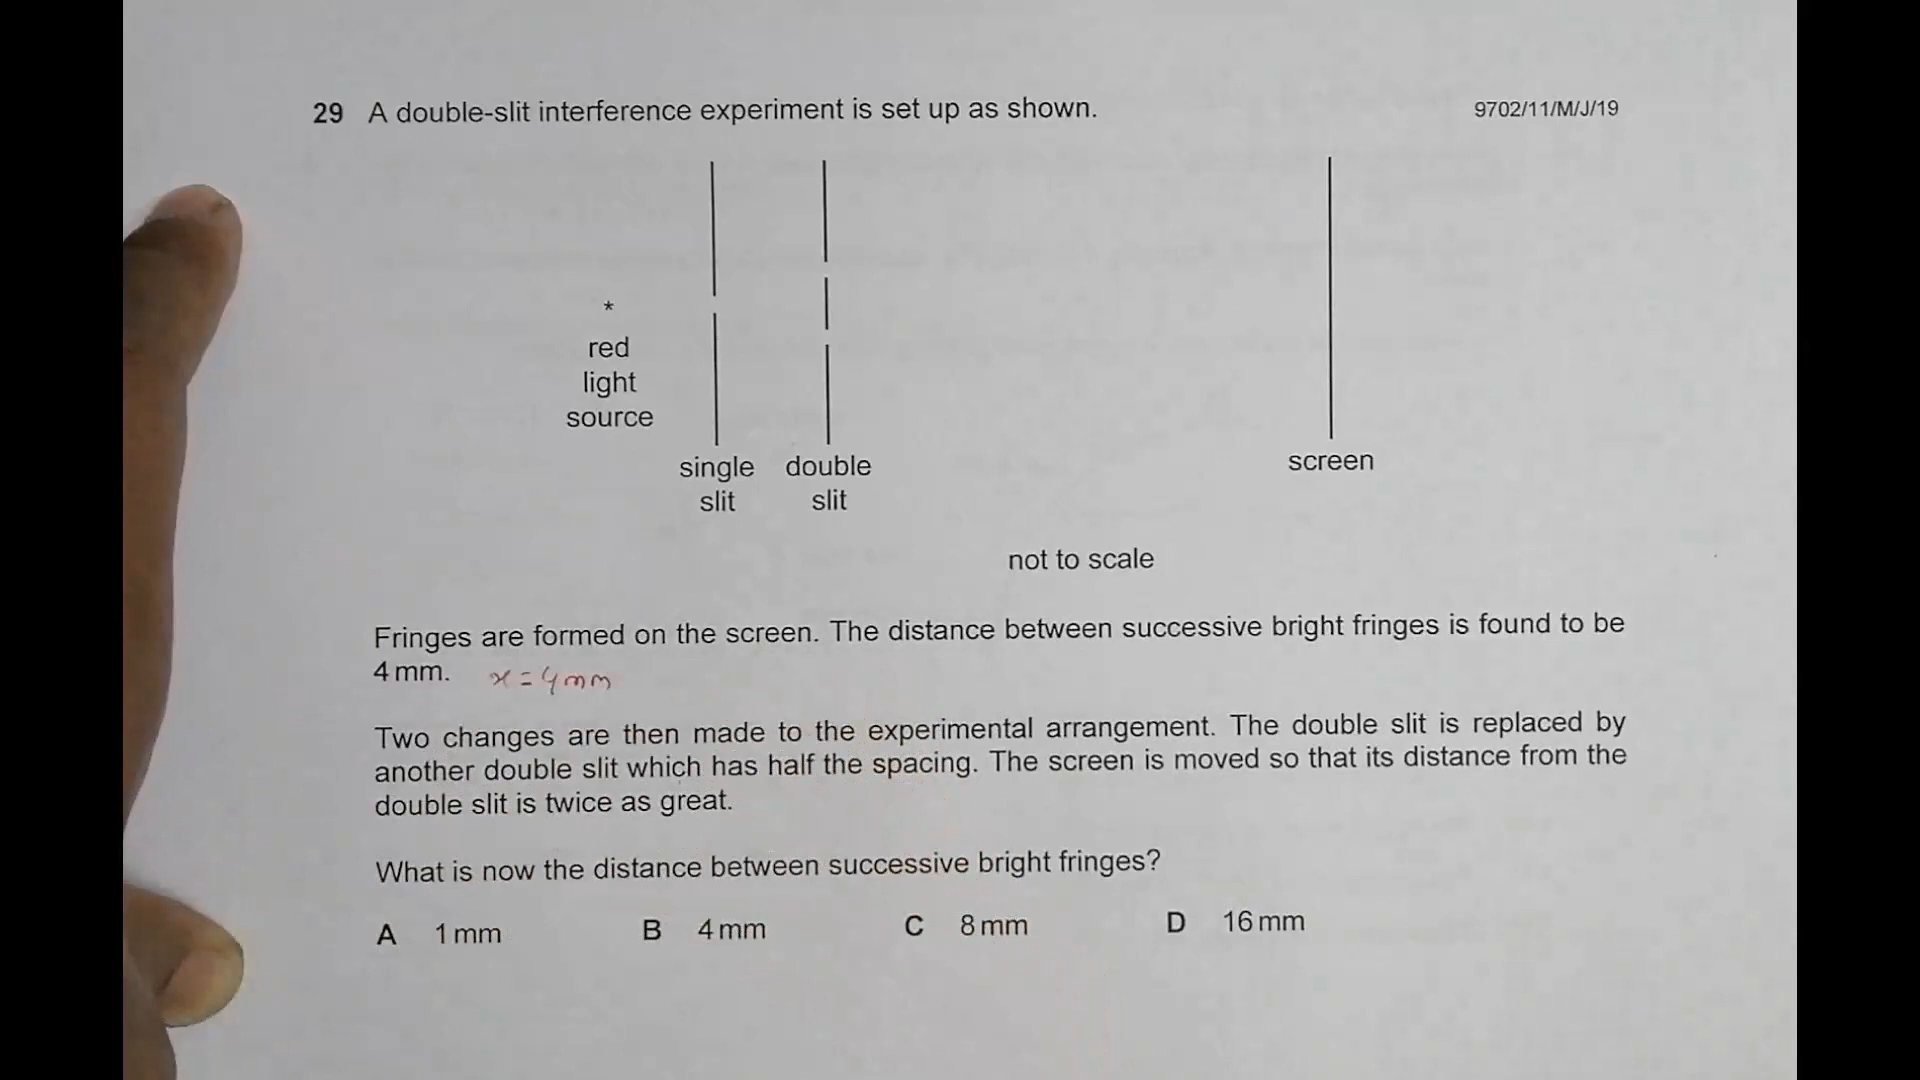 29 A double-slit interference experiment is set up as shown. 9702/11/M/J/19
*
red
light
source
single double screen
slit slit
not to scale
Fringes are formed on the screen. The distance between successive bright fringes is found to be
4 mm. x = 4mm
Two changes are then made to the experimental arrangement. The double slit is replaced by
another double slit which has half the spacing. The screen is moved so that its distance from the
double slit is twice as great.
What is now the distance between successive bright fringes?
A 1 mm B 4 mm C 8 mm D 16 mm